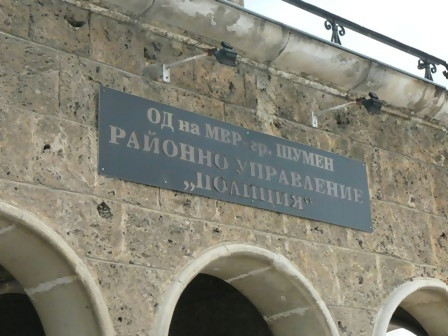 ОД на МВР-гр. ШУМЕН
РАЙОННО УПРАВЛЕНИЕ
„ПОЛИЦИЯ“